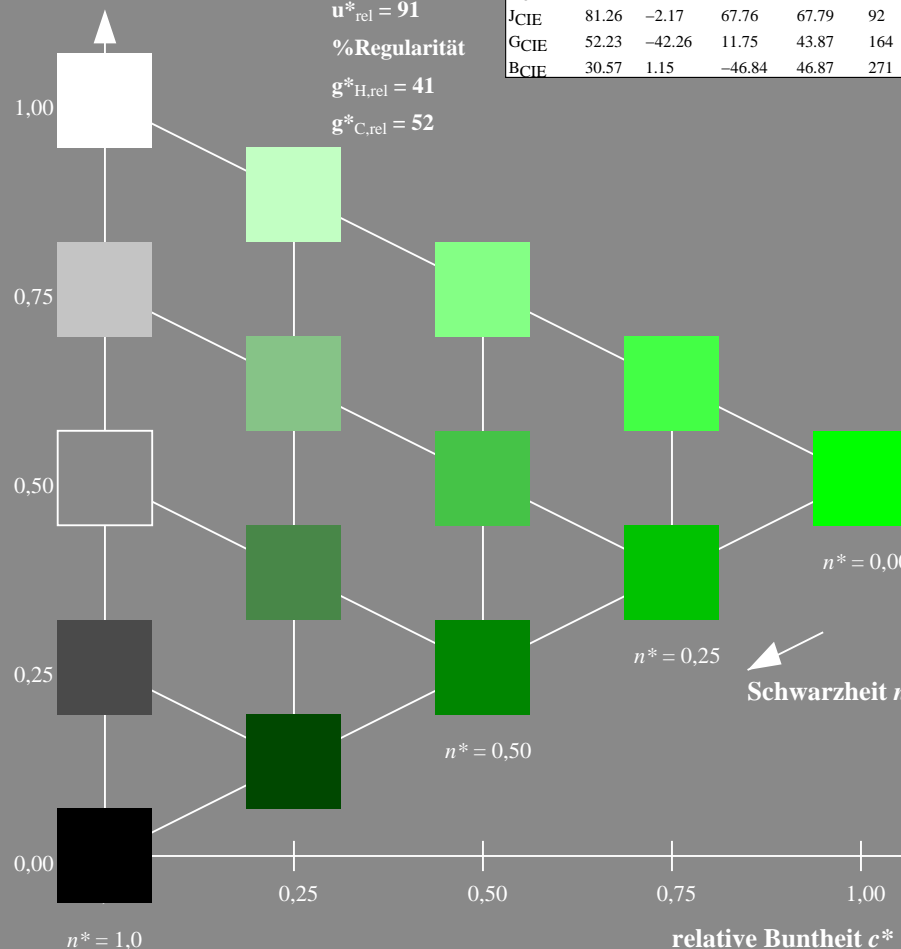 u*rel = 91
%Regularität
g*H,rel = 41
g*C,rel = 52
JCIE 81.26 −2.17 67.76 67.79 92
GCIE 52.23 −42.26 11.75 43.87 164
BCIE 30.57 1.15 −46.84 46.87 271
1,00
0,75
0,50
0,25
0,00
n* = 0,00
n* = 0,25
Schwarzheit n
n* = 0,50
0,25 0,50 0,75 1,00
n* = 1,0
relative Buntheit c*